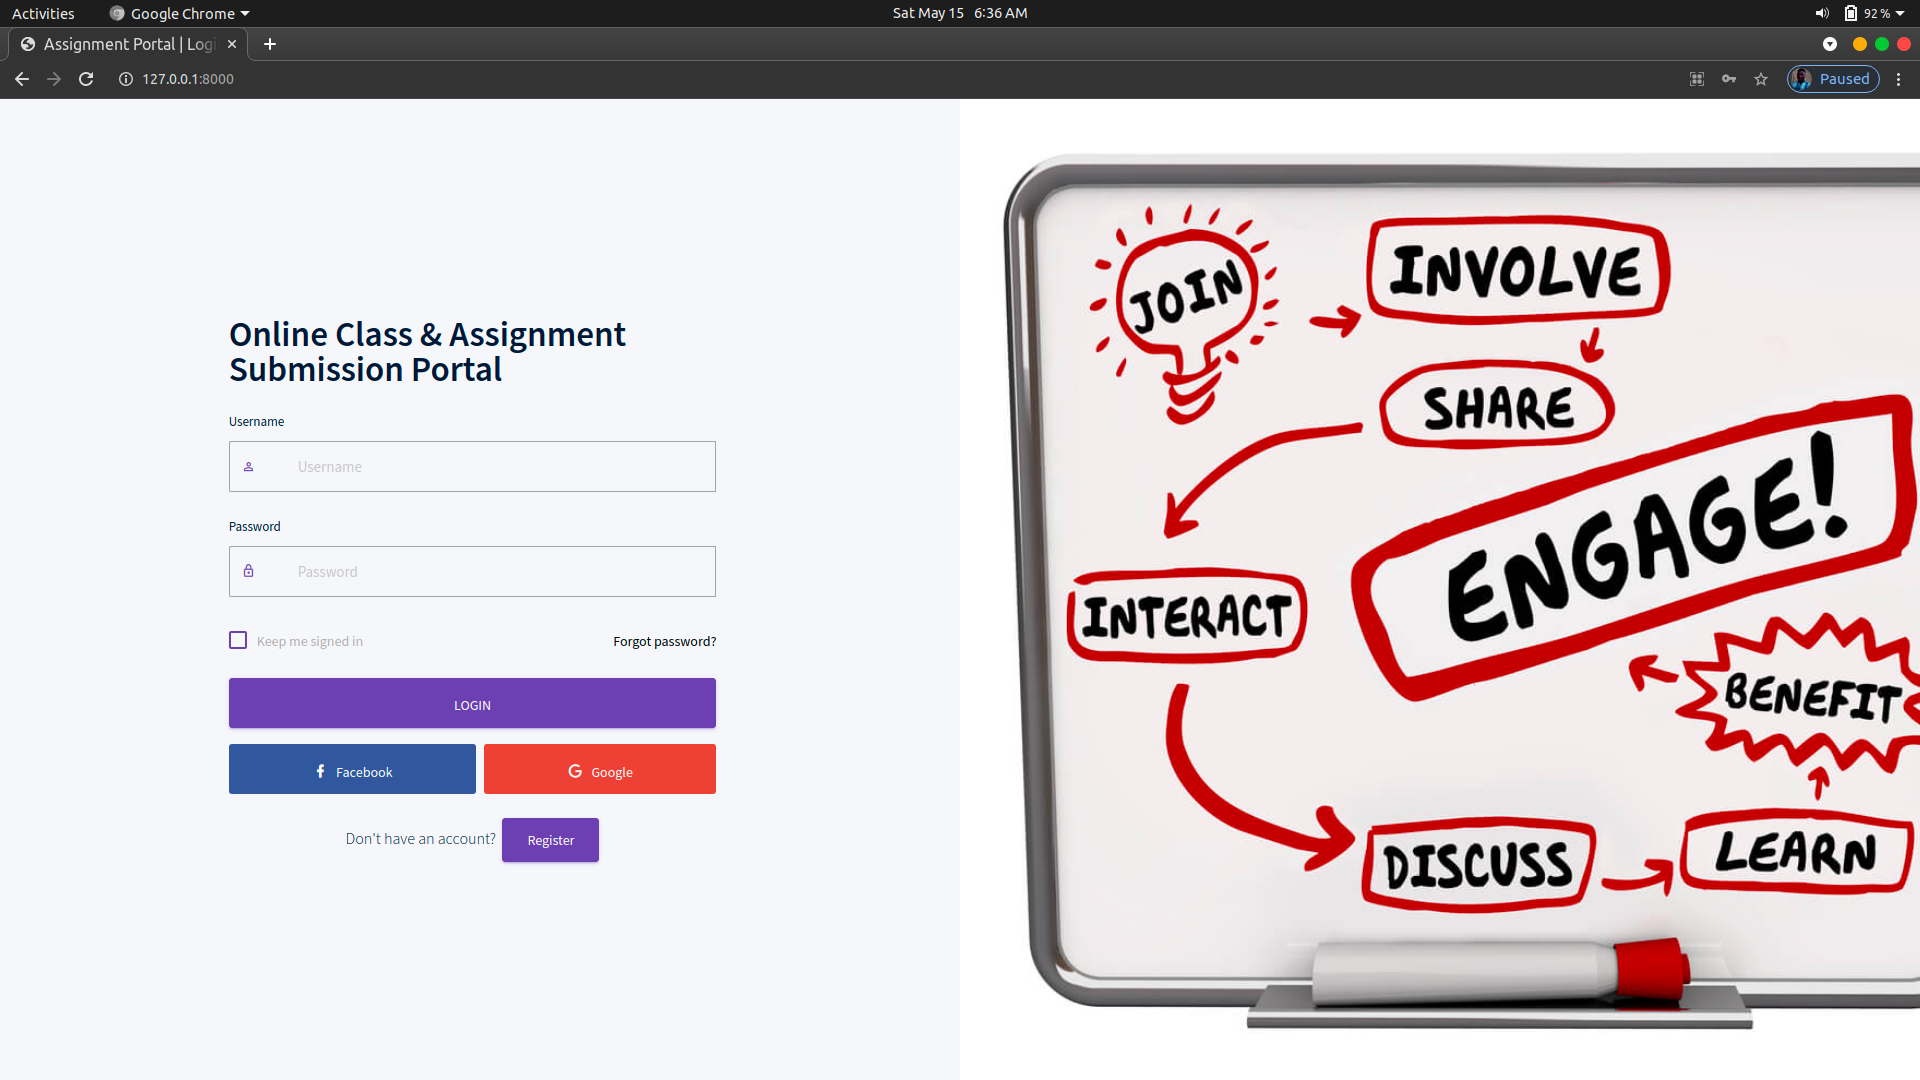 Activities
Google Chrome
Sat May 15 6:36 AM
92 %
Assignment Portal | Logi
127.0.0.1:8000
Paused
Online Class & Assignment
Submission Portal
Username
Username
Password
Password
Keep me signed in
Forgot password?
LOGIN
Facebook
Google
Don't have an account?
Register
JOIN
INVOLVE
SHARE
ENGAGE!
INTERACT
BENEFIT
DISCUSS
LEARN